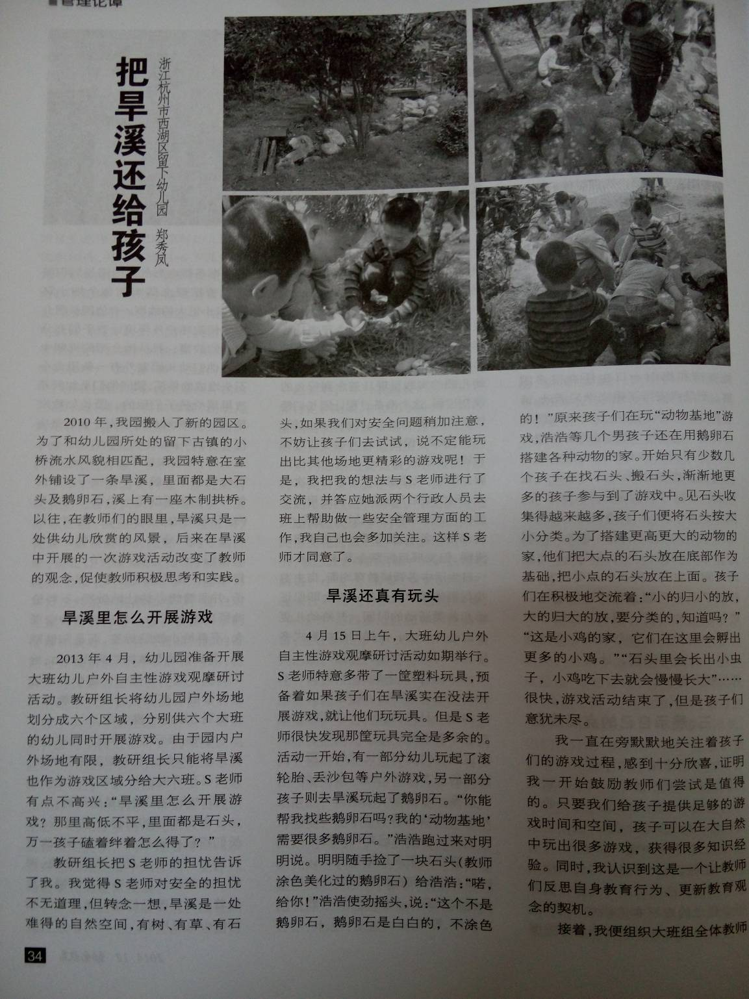 管理论坛
把旱溪还给孩子
浙江杭州市西湖区留下幼儿园 郑秀凤
2010 年，我园搬入了新的园区。
为了和幼儿园所处的留下古镇的小
桥流水风貌相匹配，我园特意在室
外铺设了一条旱溪，里面都是大石
头及鹅卵石，溪上有一座木制拱桥。
以往，在教师们的眼里，旱溪只是一
处供幼儿欣赏的风景，后来在旱溪
中开展的一次游戏活动改变了教师
的观念，促使教师积极思考和实践。
旱溪里怎么开展游戏
2013 年 4 月，幼儿园准备开展
大班幼儿户外自主性游戏观摩研讨
活动。教研组长将幼儿园户外场地
划分成六个区域，分别供六个大班
的幼儿同时开展游戏。由于园内户
外场地有限，教研组长只能将旱溪
也作为游戏区域分给大六班。S 老师
有点不高兴：“旱溪里怎么开展游
戏？那里高低不平，里面都是石头，
万一孩子磕着绊着怎么得了？”
教研组长把 S 老师的担忧告诉
了我。我觉得 S 老师对安全的担忧
不无道理，但转念一想，旱溪是一处
难得的自然空间，有树、有草、有石
头，如果我们对安全问题稍加注意，
不妨让孩子们去试试，说不定能玩
出比其他场地更精彩的游戏呢！于
是，我把我的想法与 S 老师进行了
交流，并答应她派两个行政人员去
班上帮助做一些安全管理方面的工
作，我自己也会多加关注。这样 S 老
师才同意了。
旱溪还真有玩头
4 月 15 日上午，大班幼儿户外
自主性游戏观摩研讨活动如期举行。
S 老师特意多带了一筐塑料玩具，预
备着如果孩子们在旱溪实在没法开
展游戏，就让他们玩玩具。但是 S 老
师很快发现那筐玩具完全是多余的。
活动一开始，有一部分幼儿玩起了滚
轮胎、丢沙包等户外游戏，另一部分
孩子则去旱溪玩起了鹅卵石。“你能
帮我找些鹅卵石吗？我的‘动物基地’
需要很多鹅卵石。”浩浩跑过来对明
明说。明明随手捡了一块石头（教师
涂色美化过的鹅卵石）给浩浩：“喏，
给你！”浩浩使劲摇头，说：“这个不是
鹅卵石，鹅卵石是白白的，不涂色
的！”原来孩子们在玩“动物基地”游
戏，浩浩等几个男孩子还在用鹅卵石
搭建各种动物的家。开始只有少数几
个孩子在找石头、搬石头，渐渐地更
多的孩子参与到了游戏中。见石头收
集得越来越多，孩子们便将石头按大
小分类。为了搭建更高更大的动物的
家，他们把大点的石头放在底部作为
基础，把小点的石头放在上面。孩子
们在积极地交流着：“小的归小的放，
大的归大的放，要分类的，知道吗？”
“这是小鸡的家，它们在这里会孵出
更多的小鸡。”“石头里会长出小虫
子，小鸡吃下去就会慢慢长大”……
很快，游戏活动结束了，但是孩子们
意犹未尽。
我一直在旁默默地关注着孩子
们的游戏过程，感到十分欣喜，证明
我一开始鼓励教师们尝试是值得
的。只要我们给孩子提供足够的游
戏时间和空间，孩子可以在大自然
中玩出很多游戏，获得很多知识经
验。同时，我认识到这是一个让教师
们反思自身教育行为、更新教育观
念的契机。
接着，我便组织大班组全体教师
34